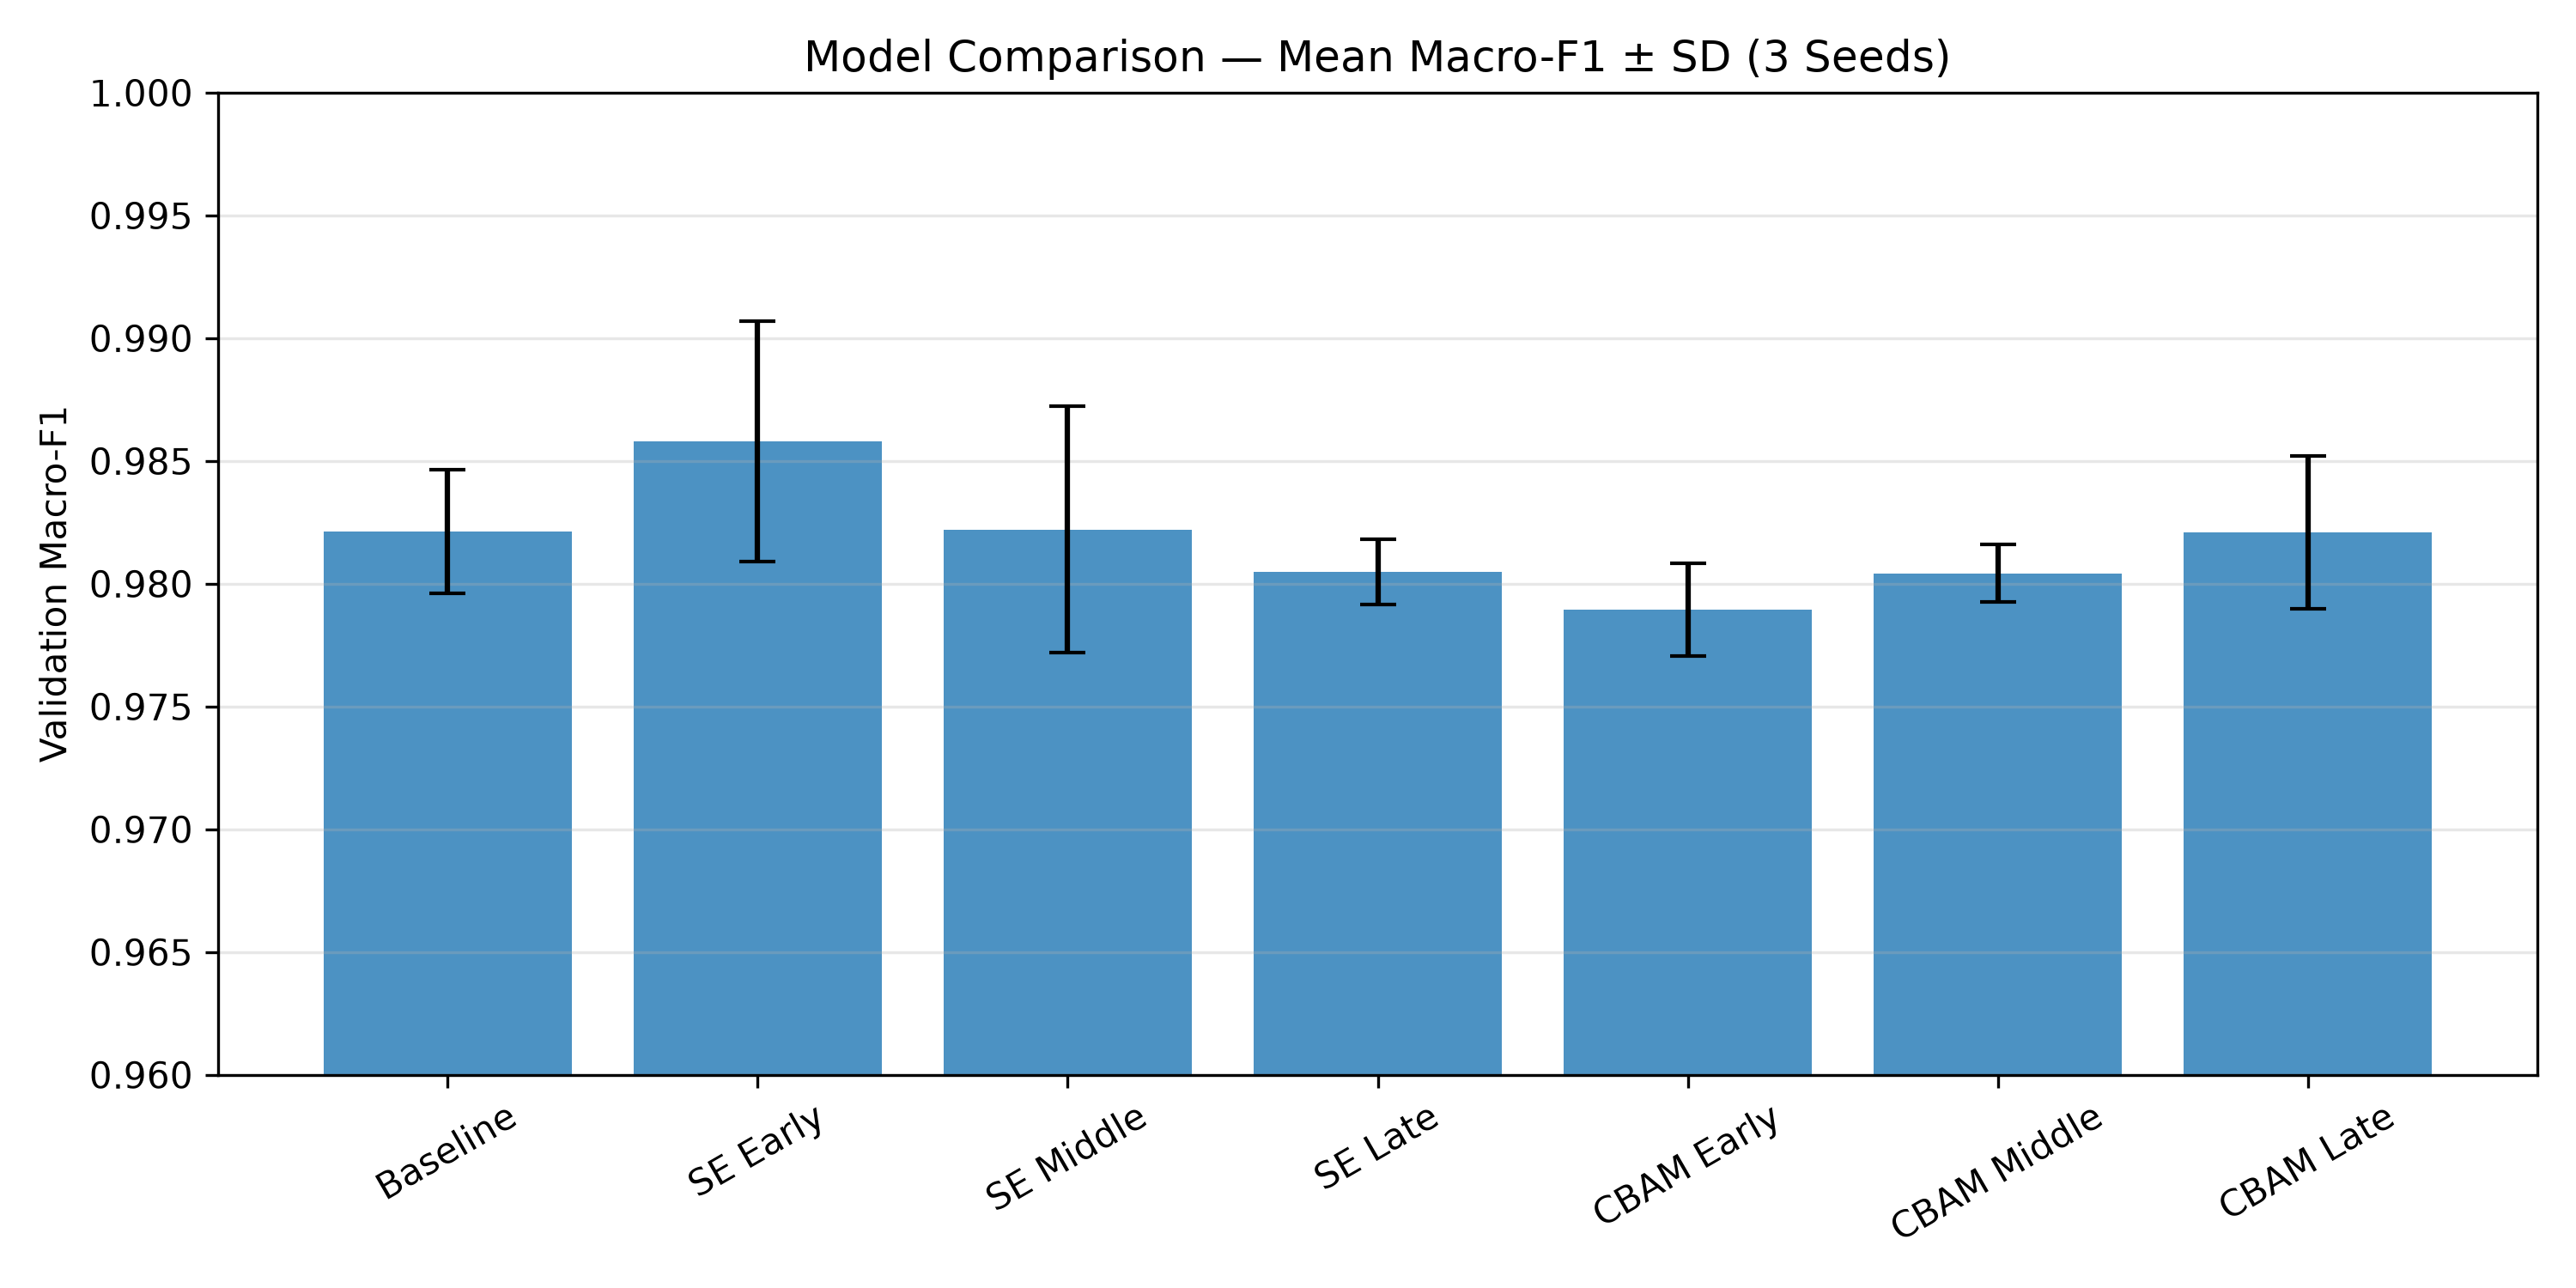 Model Comparison — Mean Macro-F1 ± SD (3 Seeds)
Validation Macro-F1
1.000
0.995
0.990
0.985
0.980
0.975
0.970
0.965
0.960
Baseline
SE Early
SE Middle
SE Late
CBAM Early
CBAM Middle
CBAM Late